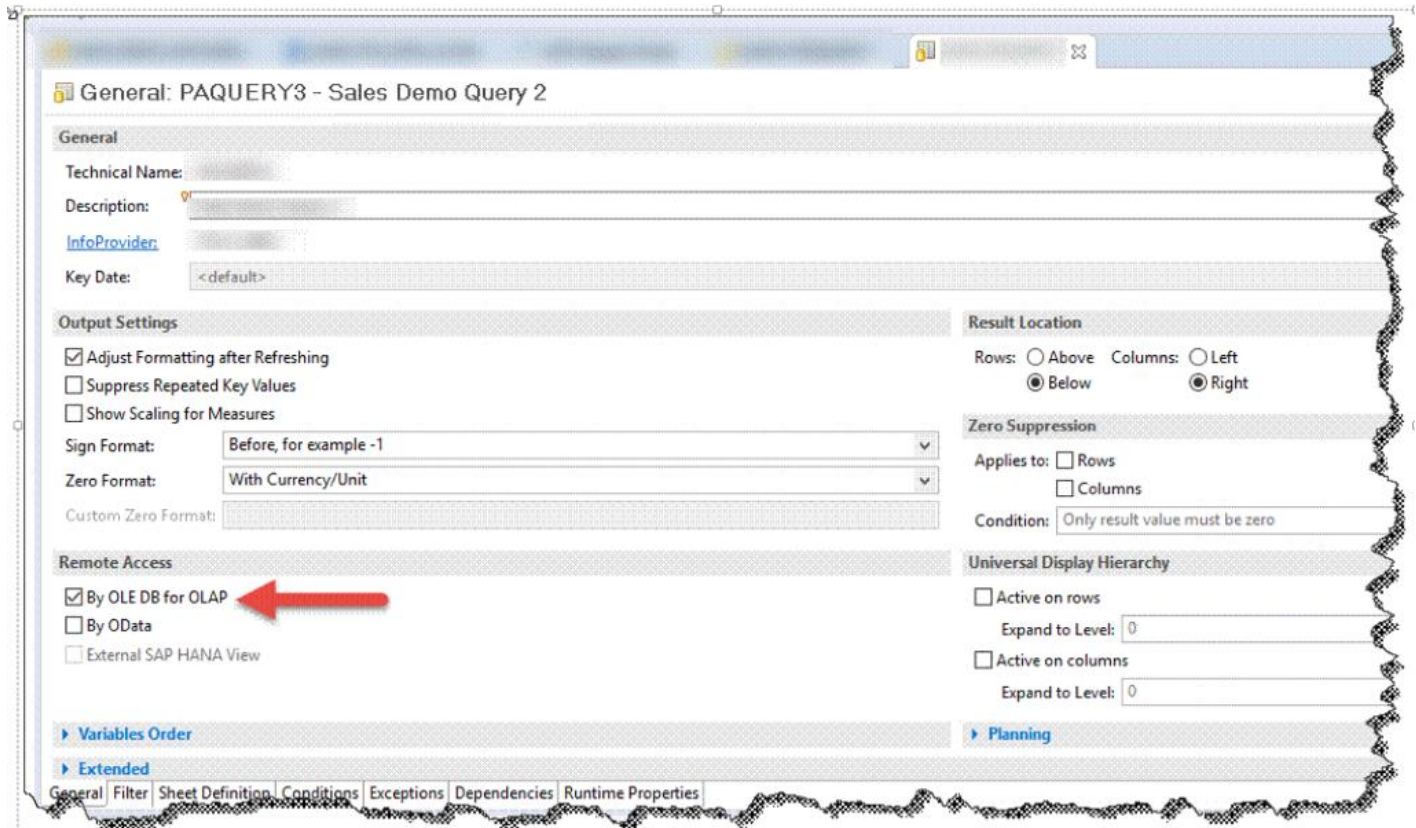 General: PAQUERY3 - Sales Demo Query 2
General
Technical Name:
Description:
InfoProvider:
Key Date: <default>
Output Settings
Adjust Formatting after Refreshing
Suppress Repeated Key Values
Show Scaling for Measures
Sign Format: Before, for example -1
Zero Format: With Currency/Unit
Custom Zero Format:
Remote Access
By OLE DB for OLAP
By OData
External SAP HANA View
Result Location
Rows: Above Columns: Left
Below Right
Zero Suppression
Applies to: Rows
Columns
Condition: Only result value must be zero
Universal Display Hierarchy
Active on rows
Expand to Level: 0
Active on columns
Expand to Level: 0
Variables Order
Planning
Extended
General Filter Sheet Definition Conditions Exceptions Dependencies Runtime Properties